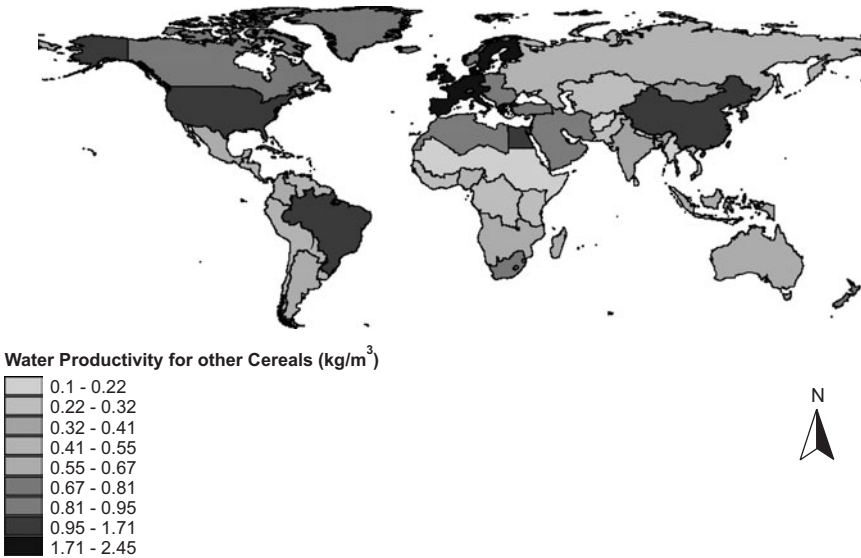 Water Productivity for other Cereals (kg/m³)
0.1 - 0.22
0.22 - 0.32
0.32 - 0.41
0.41 - 0.55
0.55 - 0.67
0.67 - 0.81
0.81 - 0.95
0.95 - 1.71
1.71 - 2.45
N